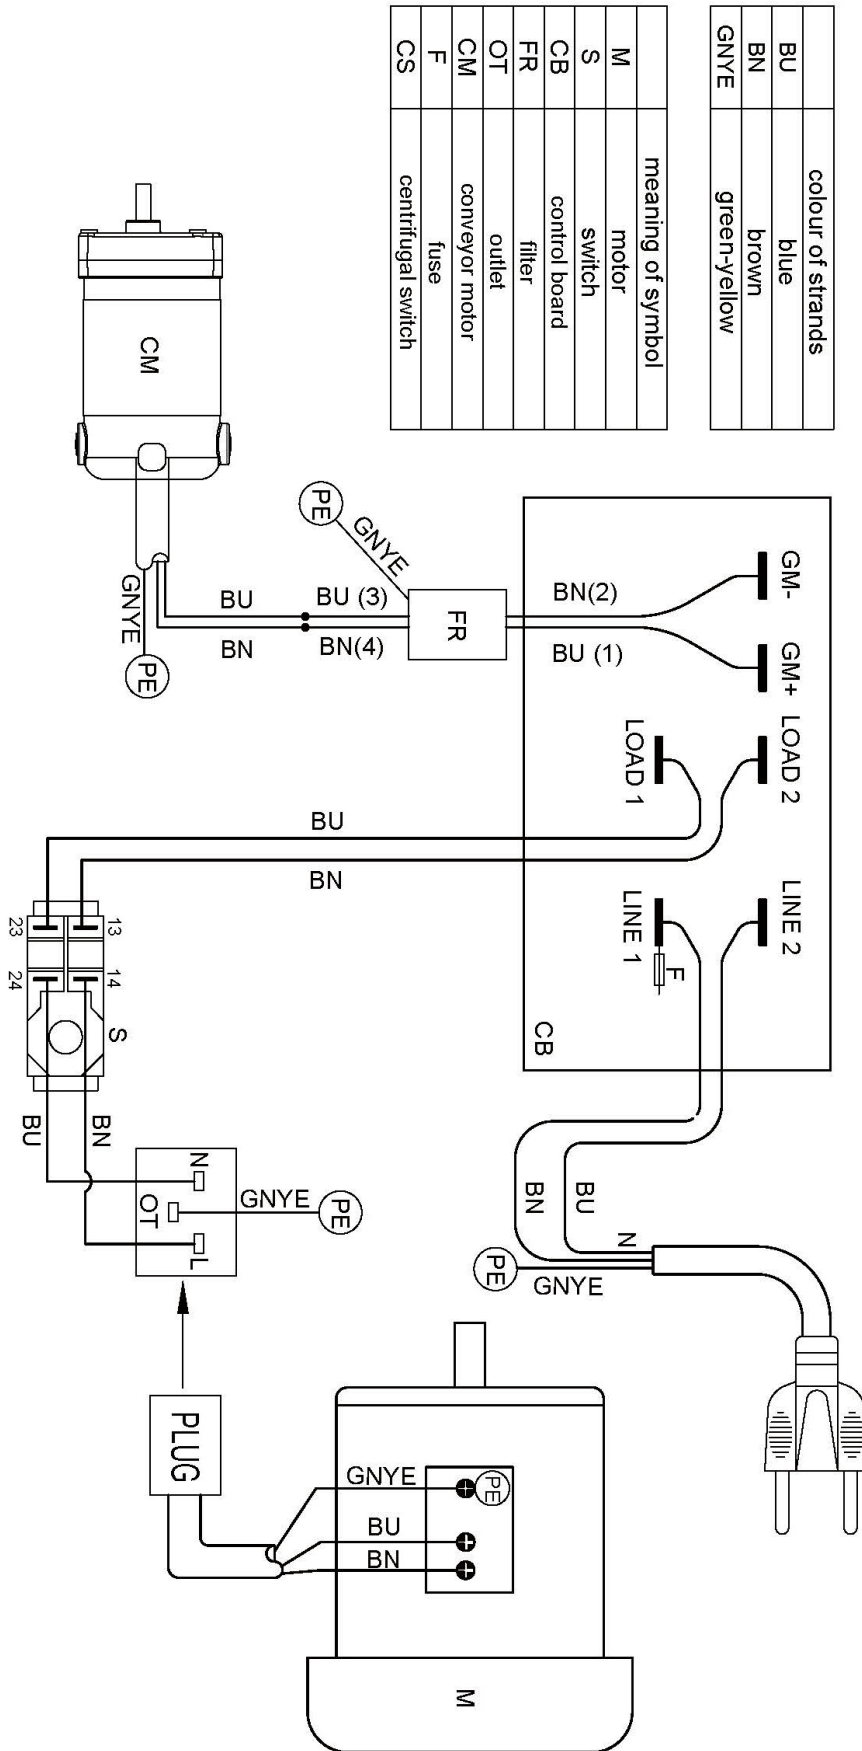 colour of strands
BU blue
BN brown
GNYE green-yellow
meaning of symbol
M motor
S switch
CB control board
FR filter
OT outlet
CM conveyor motor
F fuse
CS centrifugal switch
CM
GNYE
PE
BU
BN
PE
GNYE
BU (3)
BN(4)
FR
BN(2)
BU (1)
GM-
GM+
LOAD 1
LOAD 2
LINE 1
LINE 2
F
CB
BU
BN
23
13
24
14
S
BU
BN
N
OT
L
GNYE
PE
BN
BU
N
PE
GNYE
PLUG
GNYE
PE
BU
BN
M